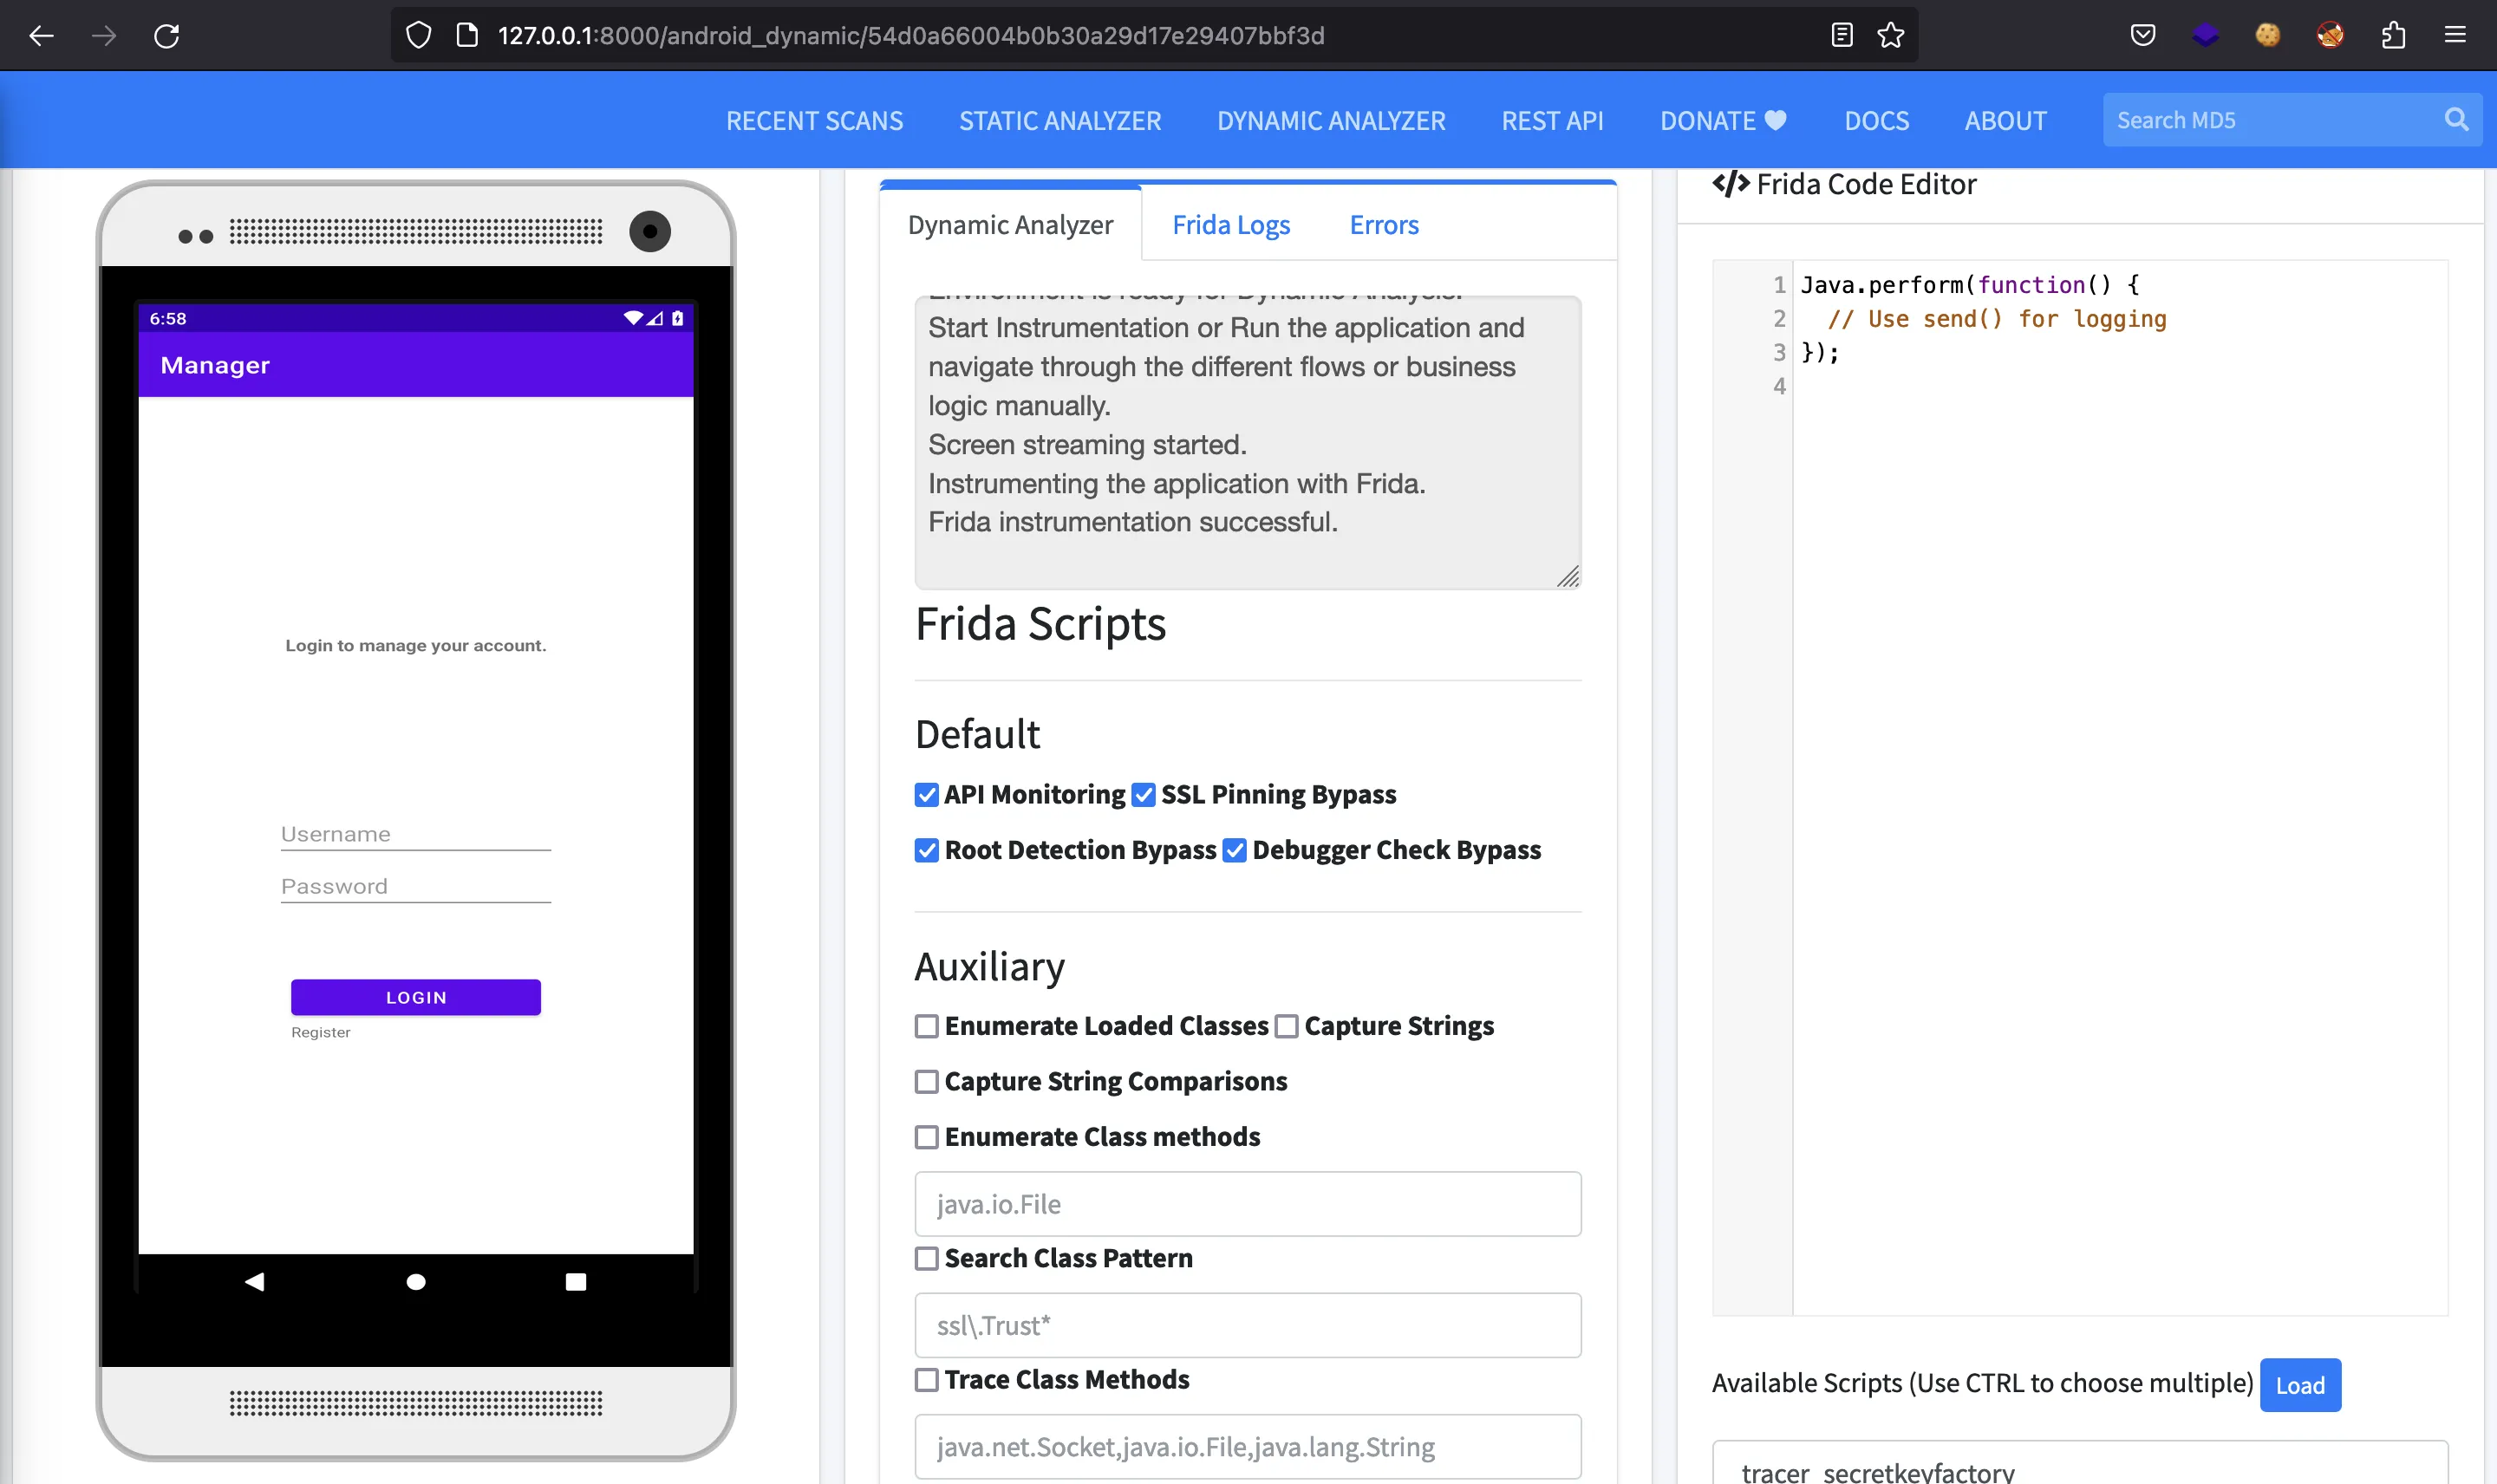 127.0.0.1:8000/android_dynamic/54d0a66004b0b30a29d17e29407bbf3d
RECENT SCANS
STATIC ANALYZER
DYNAMIC ANALYZER
REST API
DONATE
DOCS
ABOUT
Search MD5
6:58
Manager
Login to manage your account.
Username
Password
LOGIN
Register
Dynamic Analyzer
Frida Logs
Errors
Environment is ready for Dynamic Analysis.
Start Instrumentation or Run the application and
navigate through the different flows or business
logic manually.
Screen streaming started.
Instrumenting the application with Frida.
Frida instrumentation successful.
Frida Scripts
Default
API Monitoring SSL Pinning Bypass
Root Detection Bypass Debugger Check Bypass
Auxiliary
Enumerate Loaded Classes Capture Strings
Capture String Comparisons
Enumerate Class methods
java.io.File
Search Class Pattern
ssl\.Trust*
Trace Class Methods
java.net.Socket,java.io.File,java.lang.String
</> Frida Code Editor
1 Java.perform(function() {
2 // Use send() for logging
3 });
4
Available Scripts (Use CTRL to choose multiple) Load
tracer_secretkeyfactory